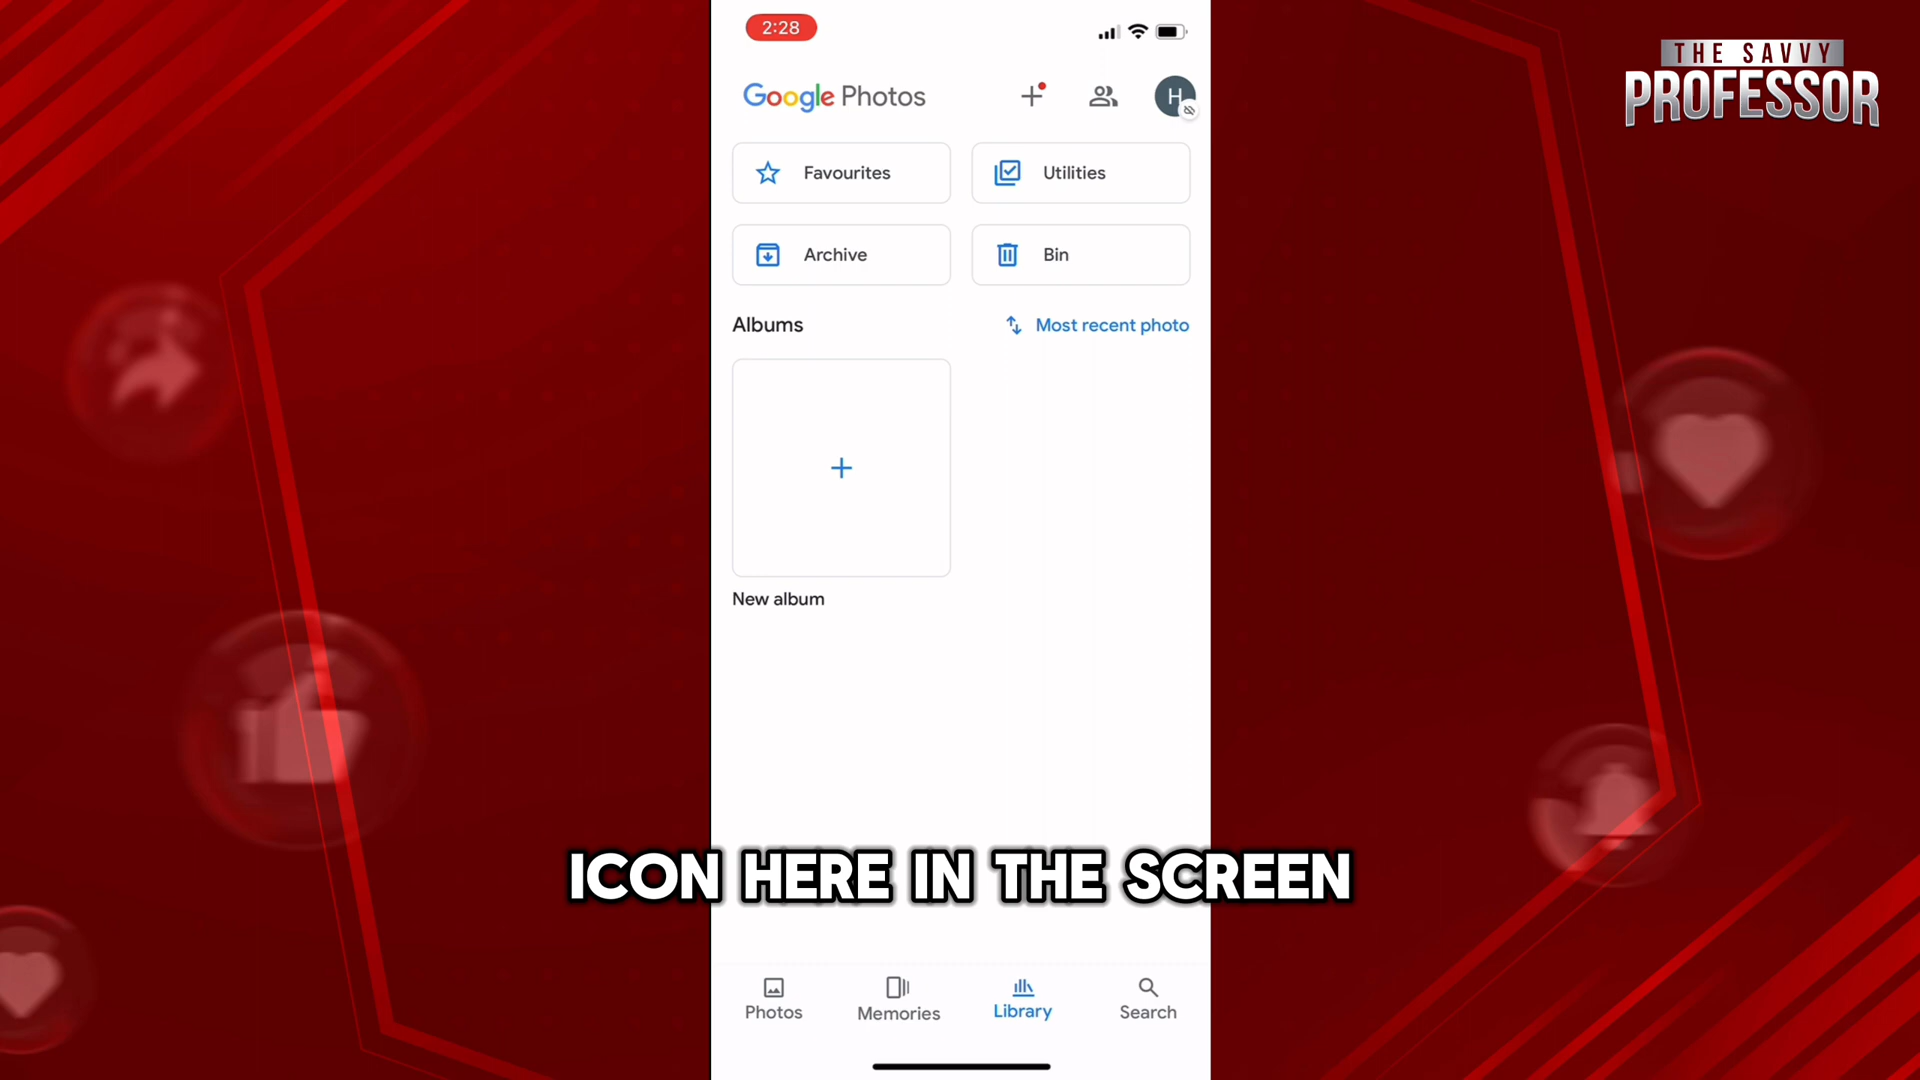 2:28
THE SAVVY
PROFESSOR
Google Photos
H
Favourites
Utilities
Archive
Bin
Albums
Most recent photo
New album
ICON HERE IN THE SCREEN
Photos
Memories
Library
Search